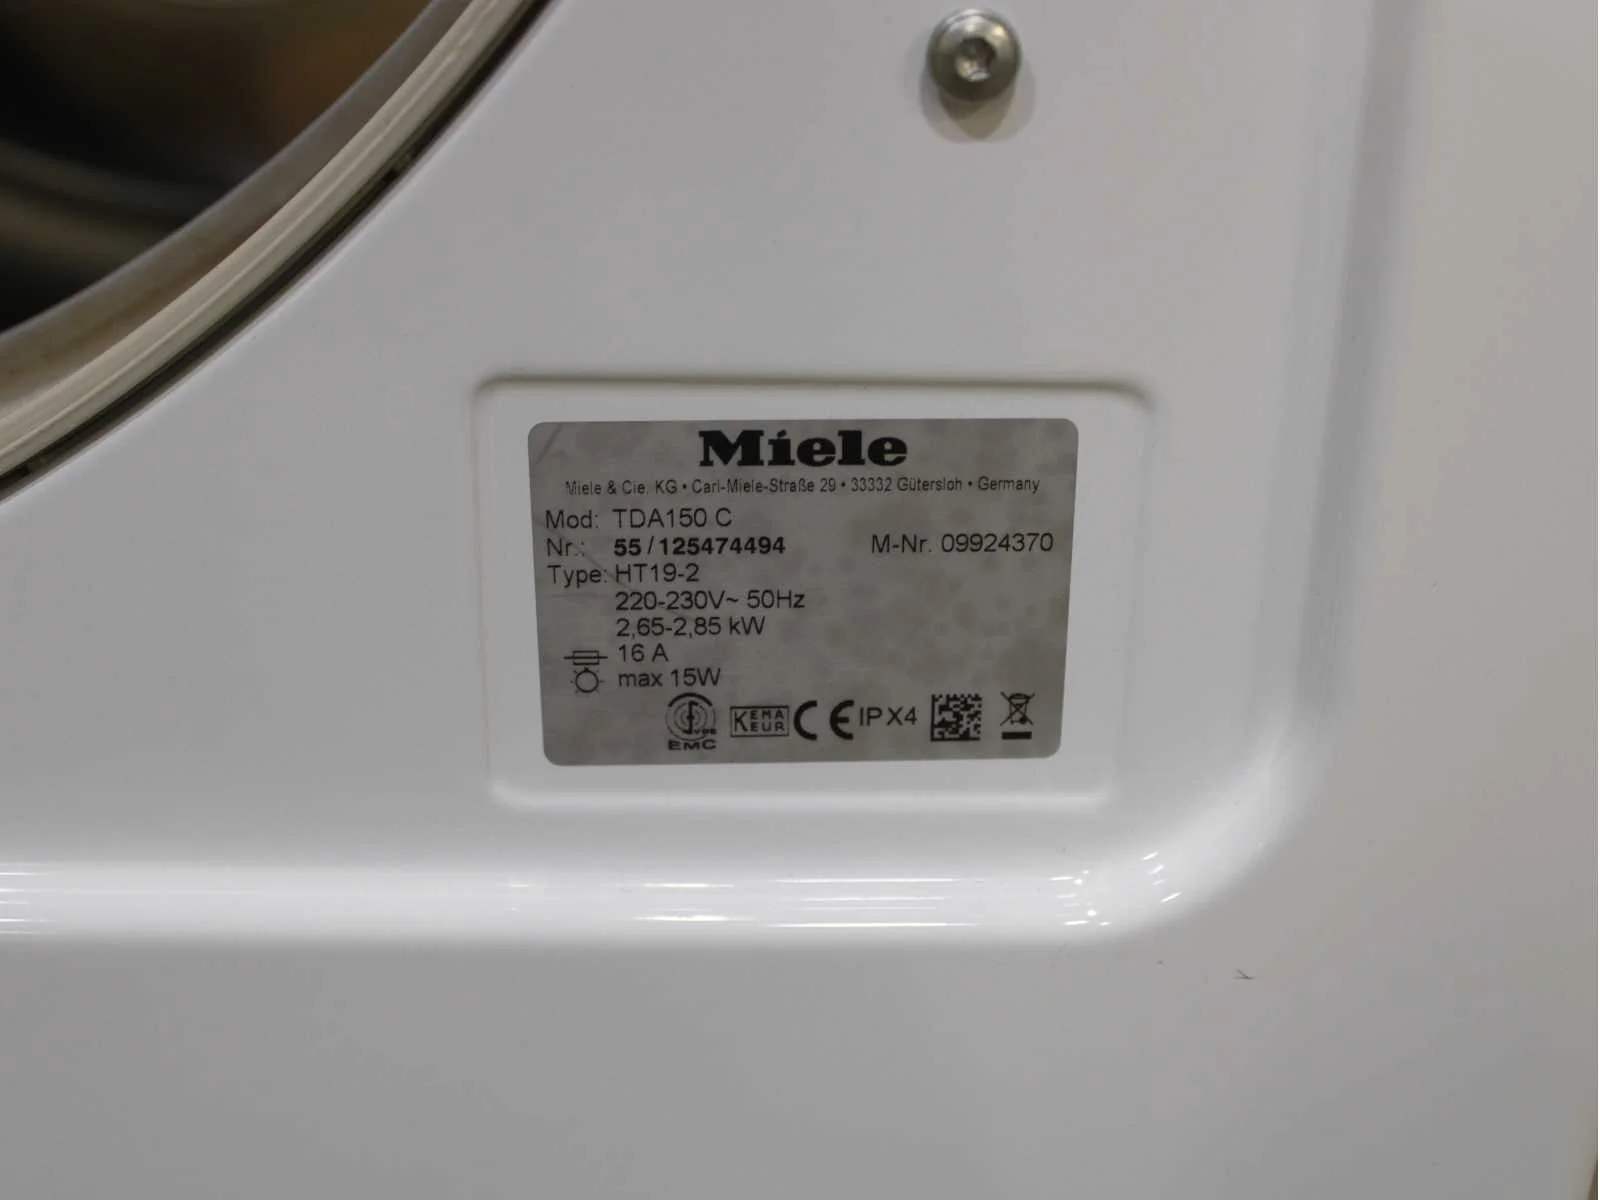 Miele
Miele & Cie. KG • Carl-Miele-Straße 29 • 33332 Gütersloh • Germany
Mod: TDA150 C
Nr.: 55/125474494 M-Nr. 09924370
Type: HT19-2
220-230V~ 50Hz
2,65-2,85 kW
16 A
max 15W
VDE EMC KEMA KEUR CE IPX4